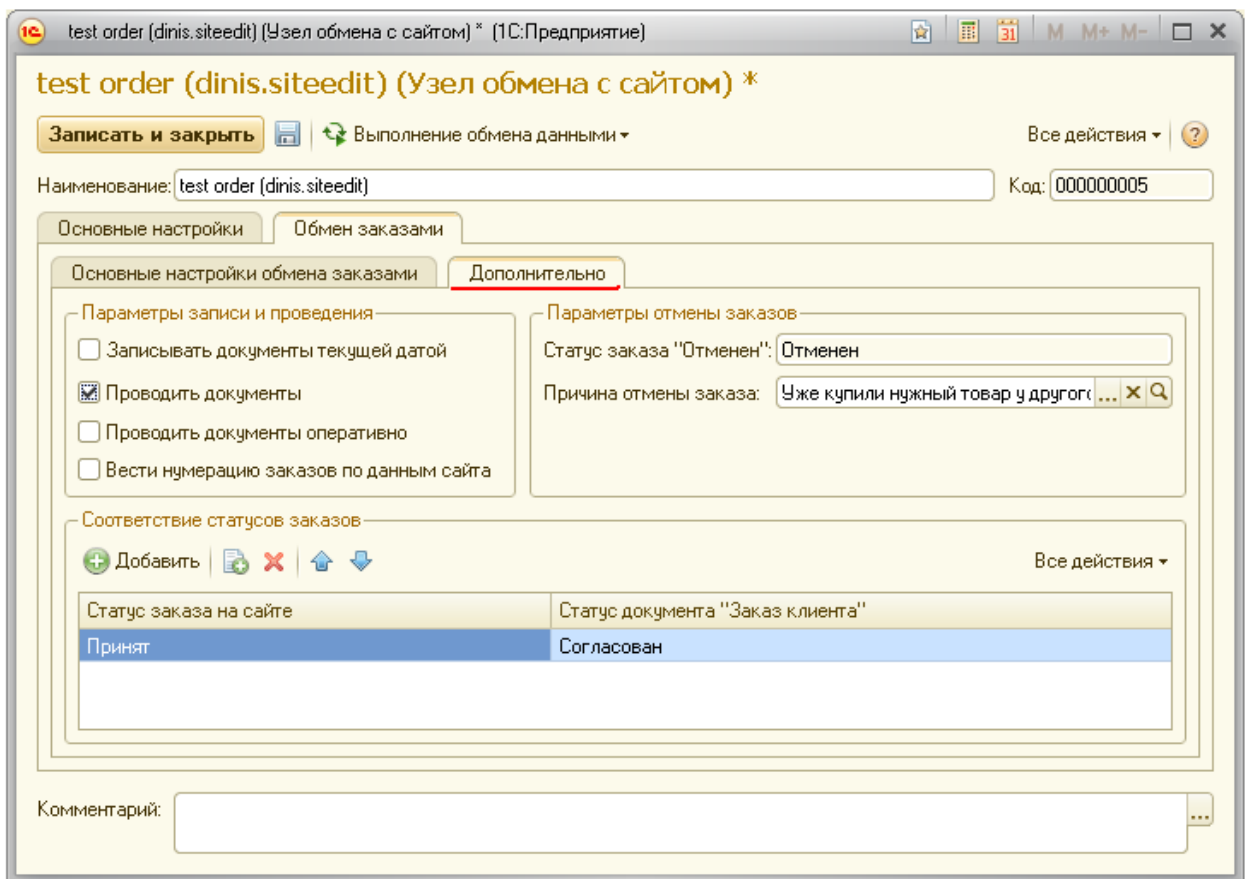 test order (dinis.siteedit) (Узел обмена с сайтом) * (1С:Предприятие) 31 M M+ M-
test order (dinis.siteedit) (Узел обмена с сайтом) *
Записать и закрыть Выполнение обмена данными Все действия ?
Наименование: test order (dinis.siteedit) Код: 000000005
Основные настройки Обмен заказами
Основные настройки обмена заказами Дополнительно
Параметры записи и проведения Параметры отмены заказов
Записывать документы текущей датой Статус заказа "Отменен": Отменен
Проводить документы Причина отмены заказа: Уже купили нужный товар у другого ...
Проводить документы оперативно
Вести нумерацию заказов по данным сайта
Соответствие статусов заказов
Добавить Все действия
Статус заказа на сайте Статус документа "Заказ клиента"
Принят Согласован
Комментарий: ...